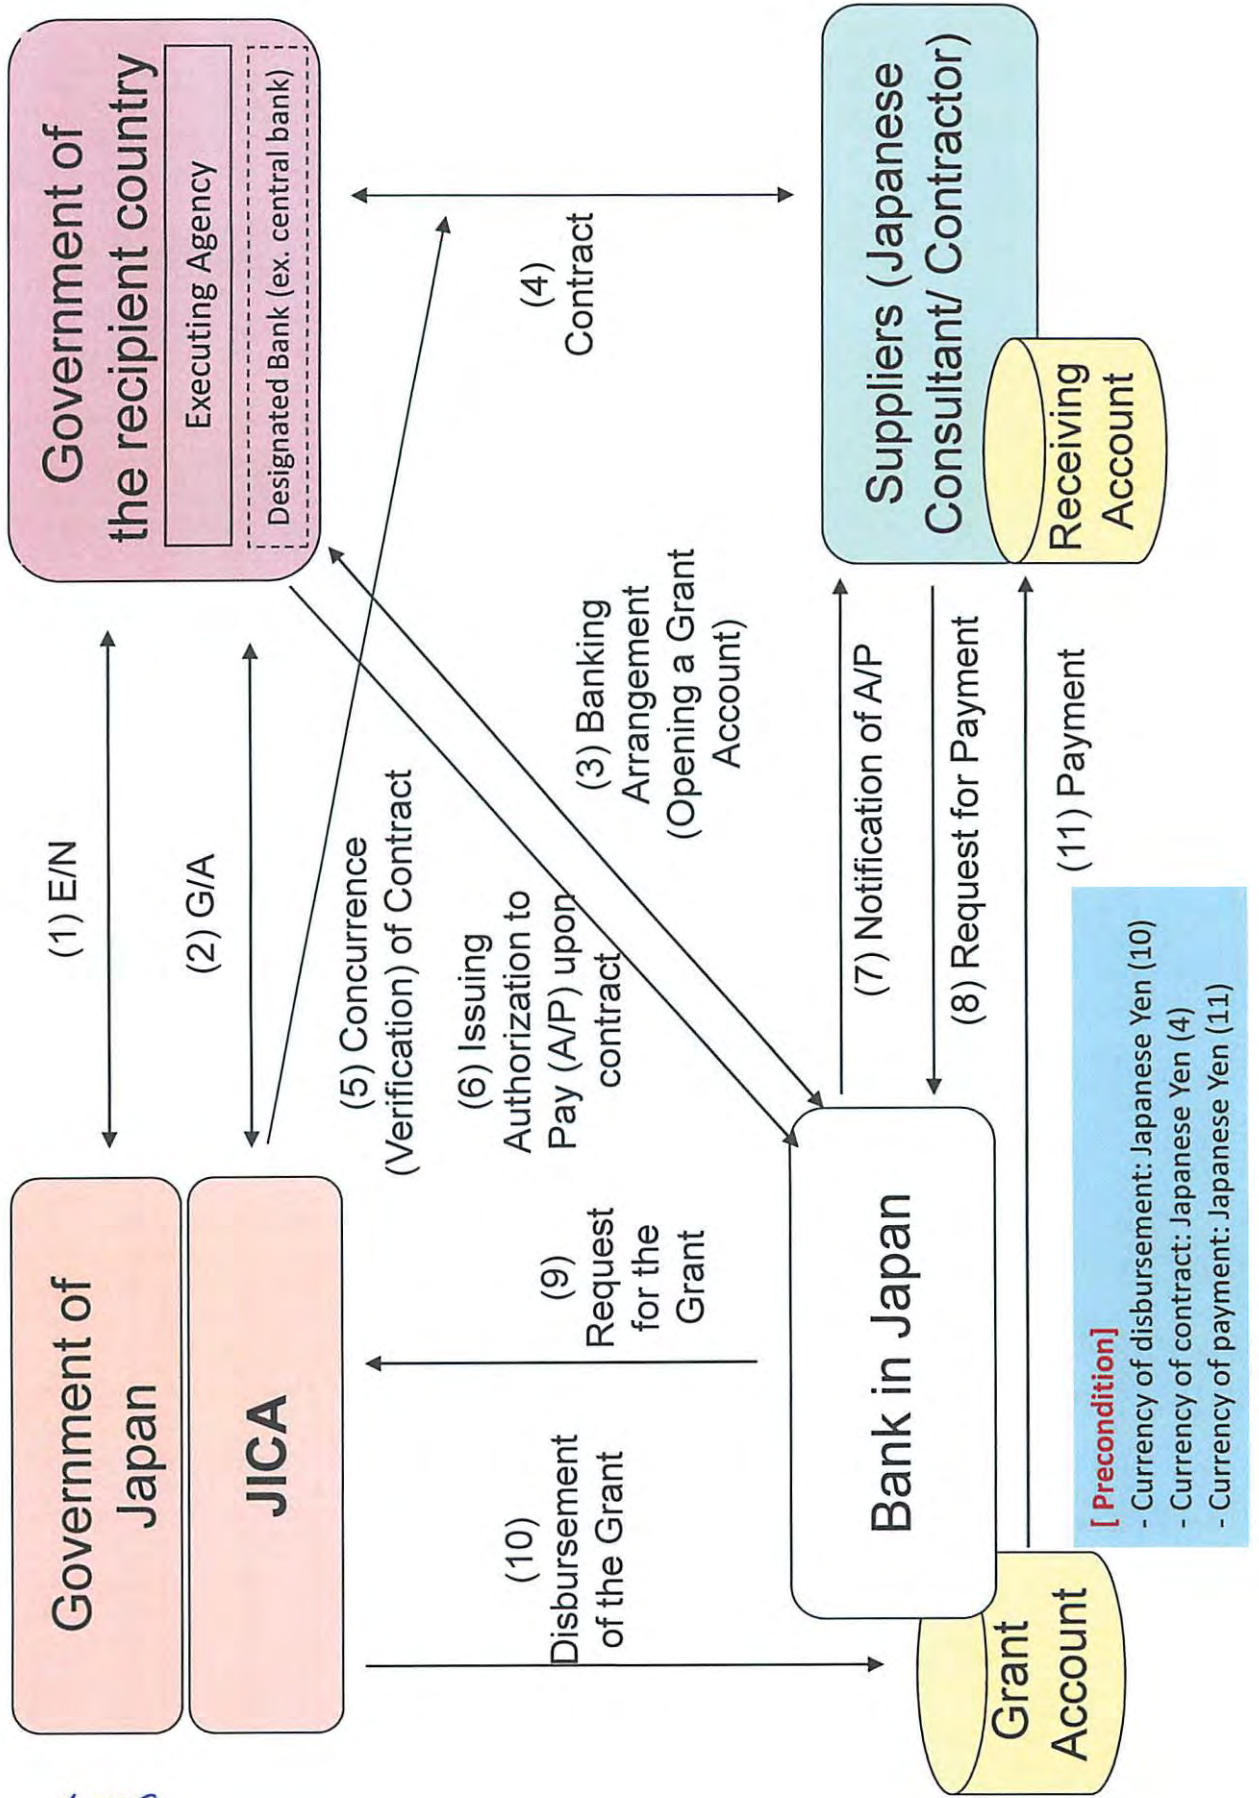 Government of
Japan
JICA
Government of
the recipient country
Executing Agency
Designated Bank (ex. central bank)
(1) E/N
(2) G/A
(5) Concurrence
(Verification) of Contract
(6) Issuing
Authorization to
Pay (A/P) upon
contract
(3) Banking
Arrangement
(Opening a Grant
Account)
(4)
Contract
(9)
Request
for the
Grant
(10)
Disbursement
of the Grant
Bank in Japan
Grant
Account
(7) Notification of A/P
(8) Request for Payment
(11) Payment
Suppliers (Japanese
Consultant/ Contractor)
Receiving
Account
[ Precondition]
- Currency of disbursement: Japanese Yen (10)
- Currency of contract: Japanese Yen (4)
- Currency of payment: Japanese Yen (11)